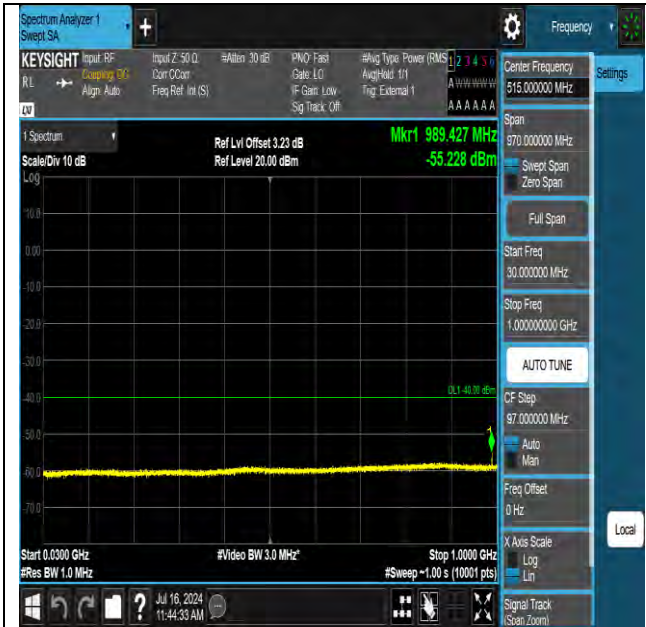 Spectrum Analyzer 1
Swept SA
Frequency
KEYSIGHT
RL
Input: RF
Coupling: DC
Align: Auto
Input Z: 50 Ω
Corr CCorr
Freq Ref: Int (S)
#Atten: 30 dB
PNO: Fast
Gate: LO
IF Gain: Low
Sig Track: Off
#Avg Type: Power (RMS
Avg|Hold: 1/1
Trig: External 1
1 2 3 4 5 6
A W W W W W
A A A A A A
1 Spectrum
Scale/Div 10 dB
Log
Ref Lvl Offset 3.23 dB
Ref Level 20.00 dBm
Mkr1 989.427 MHz
-55.228 dBm
10.0
0.00
-10.0
-20.0
-30.0
-40.0
-50.0
-60.0
-70.0
DL1 -40.00 dBm
1
Start 0.0300 GHz
#Res BW 1.0 MHz
#Video BW 3.0 MHz*
Stop 1.0000 GHz
#Sweep ~1.00 s (10001 pts)
Jul 16, 2024
11:44:33 AM
Center Frequency
515.000000 MHz
Settings
Span
970.000000 MHz
Swept Span
Zero Span
Full Span
Start Freq
30.000000 MHz
Stop Freq
1.000000000 GHz
AUTO TUNE
CF Step
97.000000 MHz
Auto
Man
Freq Offset
0 Hz
X Axis Scale
Log
Lin
Local
Signal Track
(Span Zoom)